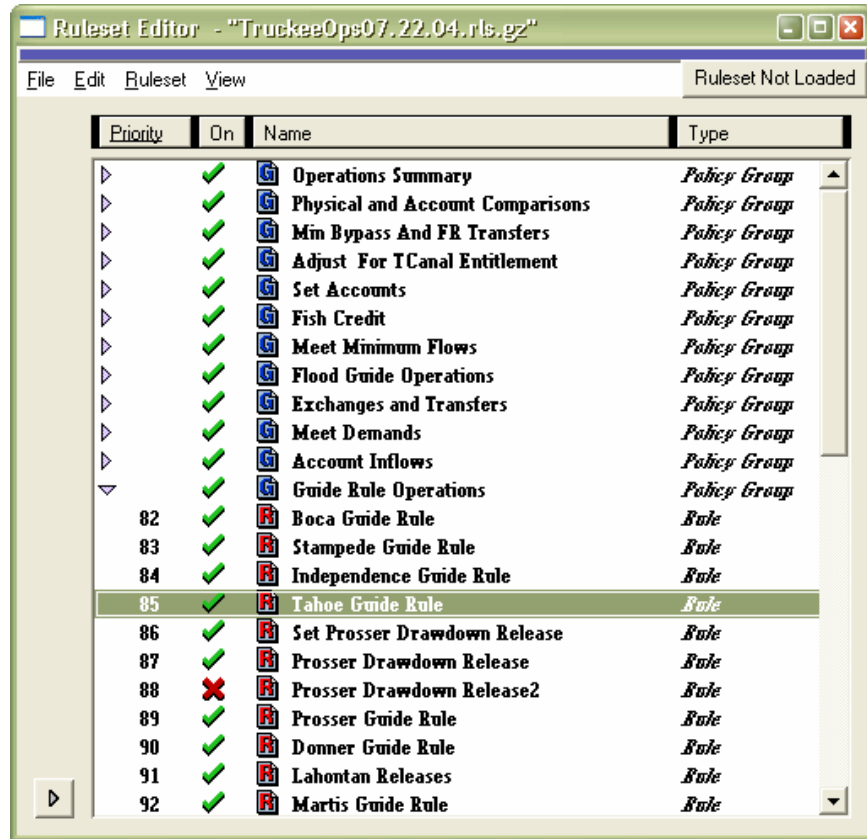 Ruleset Editor - "TruckeeOps07.22.04.rls.gz"
File Edit Ruleset View Ruleset Not Loaded
Priority On Name Type
G Operations Summary Policy Group
G Physical and Account Comparisons Policy Group
G Min Bypass And FR Transfers Policy Group
G Adjust For TCanal Entitlement Policy Group
G Set Accounts Policy Group
G Fish Credit Policy Group
G Meet Minimum Flows Policy Group
G Flood Guide Operations Policy Group
G Exchanges and Transfers Policy Group
G Meet Demands Policy Group
G Account Inflows Policy Group
G Guide Rule Operations Policy Group
82 R Boca Guide Rule Rule
83 R Stampede Guide Rule Rule
84 R Independence Guide Rule Rule
85 R Tahoe Guide Rule Rule
86 R Set Prosser Drawdown Release Rule
87 R Prosser Drawdown Release Rule
88 R Prosser Drawdown Release2 Rule
89 R Prosser Guide Rule Rule
90 R Donner Guide Rule Rule
91 R Lahontan Releases Rule
92 R Martis Guide Rule Rule